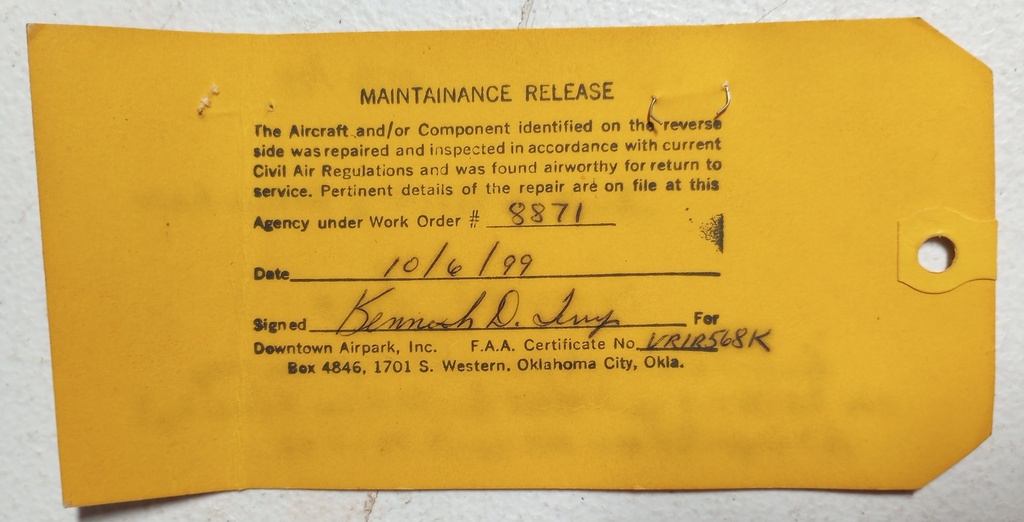 MAINTAINANCE RELEASE
The Aircraft and/or Component identified on the reverse
side was repaired and inspected in accordance with current
Civil Air Regulations and was found airworthy for return to
service. Pertinent details of the repair are on file at this
Agency under Work Order # 8871
Date 10/6/99
Signed Kenneth D. For
Downtown Airpark, Inc. F.A.A. Certificate No. VR1R568K
Box 4846, 1701 S. Western, Oklahoma City, Okla.